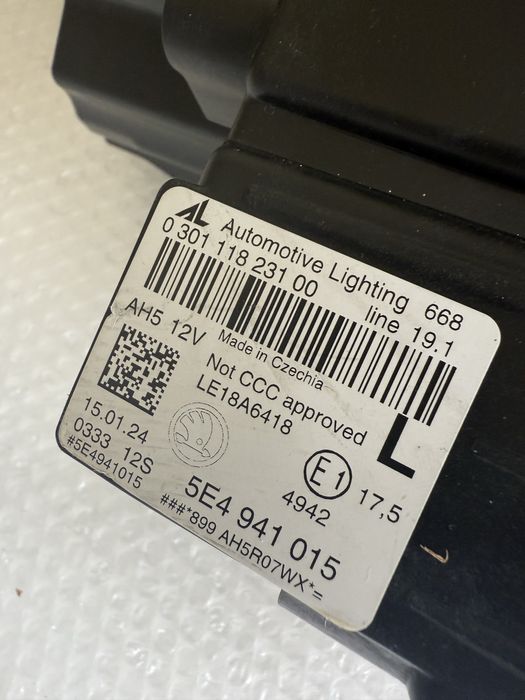 AL Automotive Lighting 668
0 301 118 231 00 line 19.1
AH5 12V Made in Czechia
Not CCC approved L
LE18A6418
15.01.24
0333 12S
#5E4941015
E1 17,5
4942
5E4 941 015
###*899 AH5R07WX*=